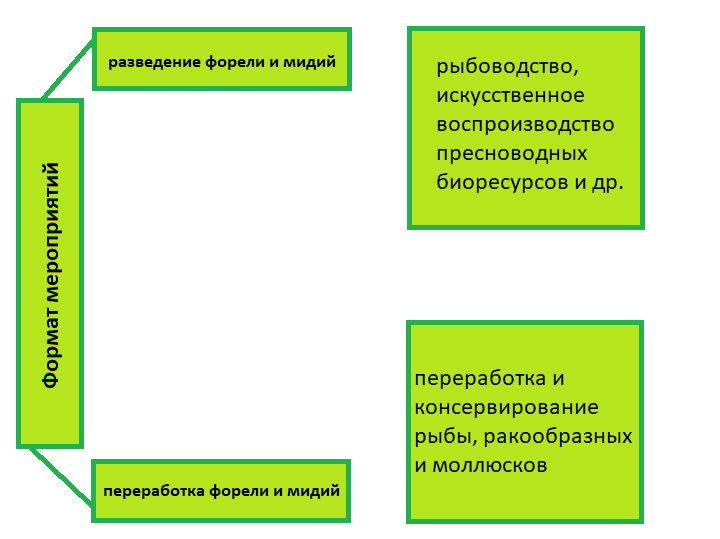 разведение форели и мидий
рыбоводство,
искусственное
воспроизводство
пресноводных
биоресурсов и др.
Формат мероприятий
переработка и
консервирование
рыбы, ракообразных
и моллюсков
переработка форели и мидий